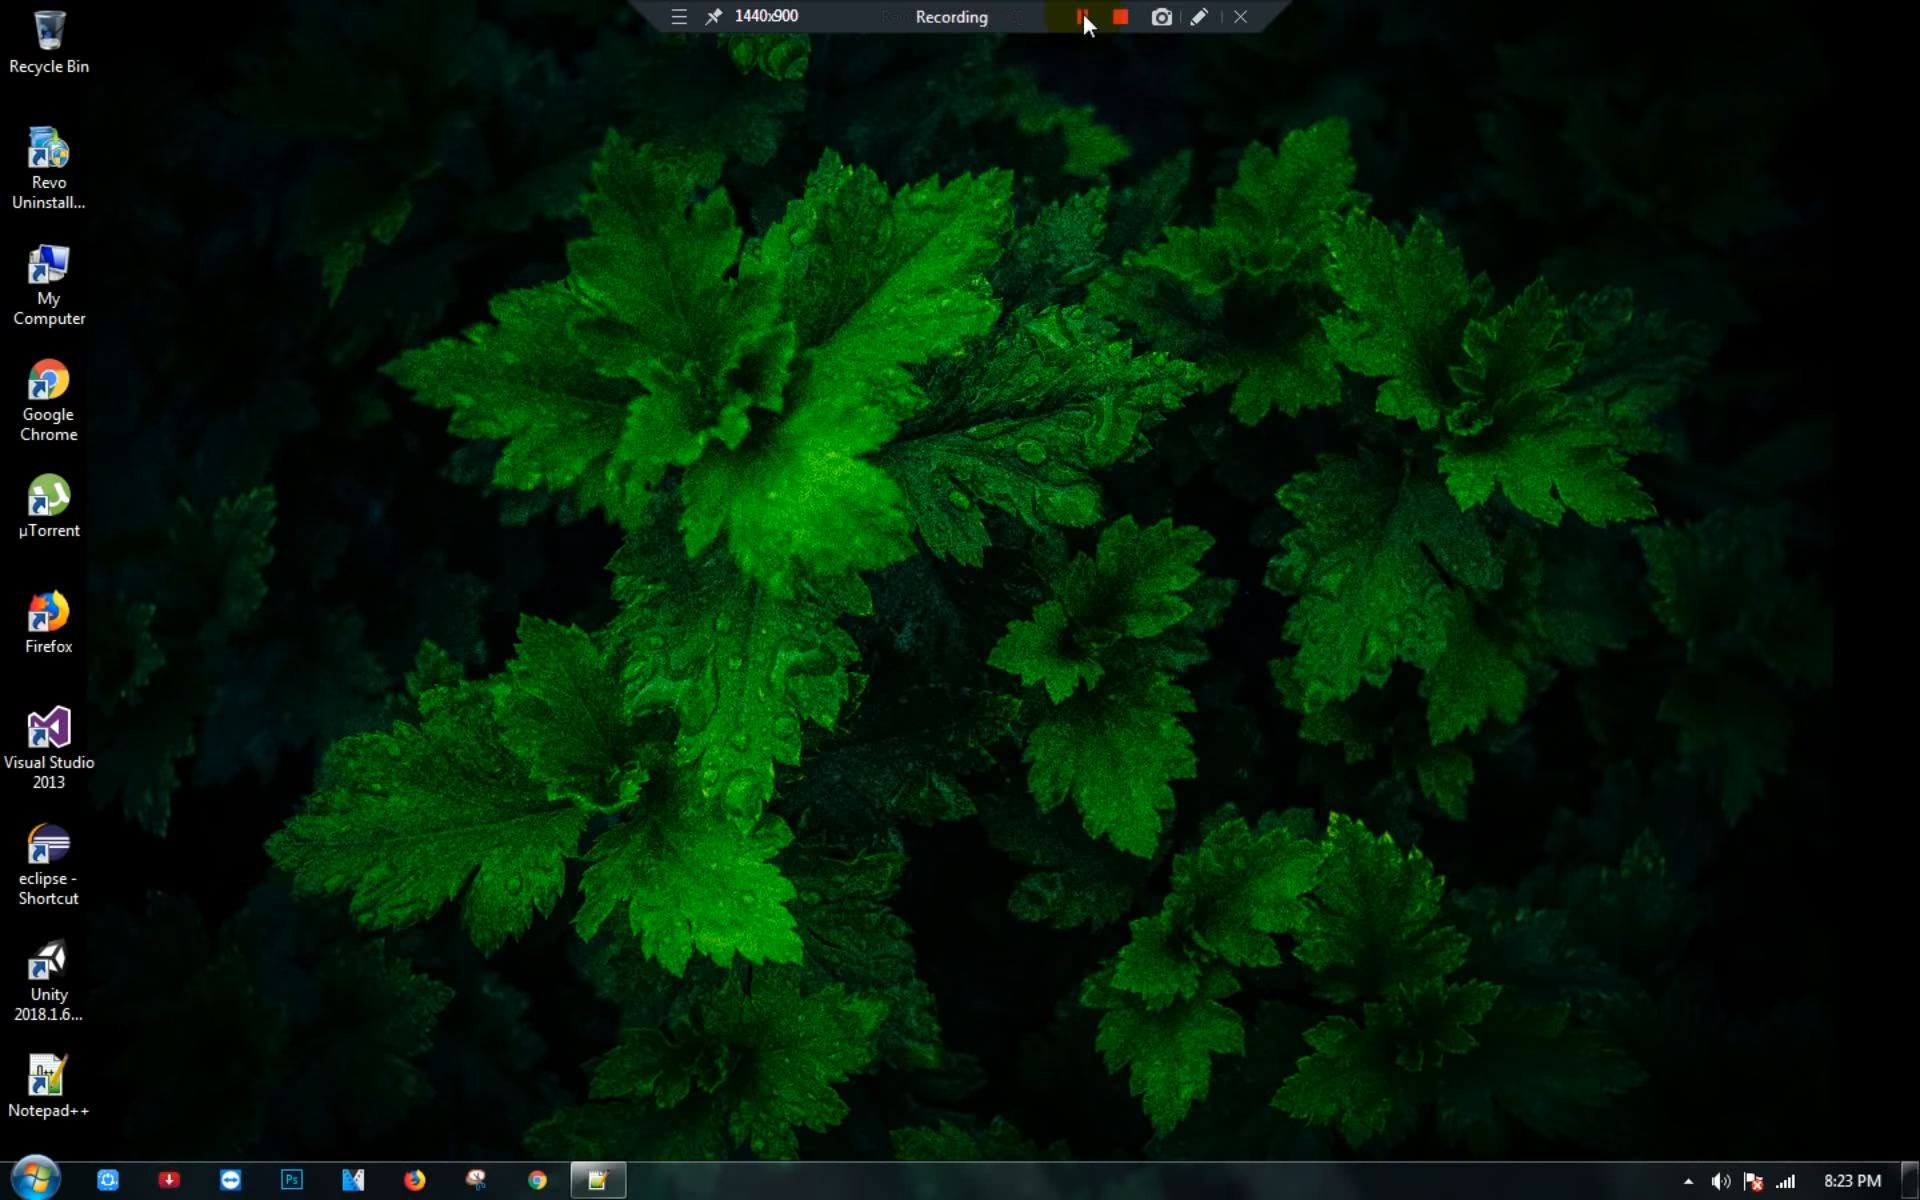 1440x900
Recording
Recycle Bin
Revo
Uninstall...
My
Computer
Google
Chrome
µTorrent
Firefox
Visual Studio
2013
eclipse -
Shortcut
Unity
2018.1.6...
Notepad++
Ps
8:23 PM